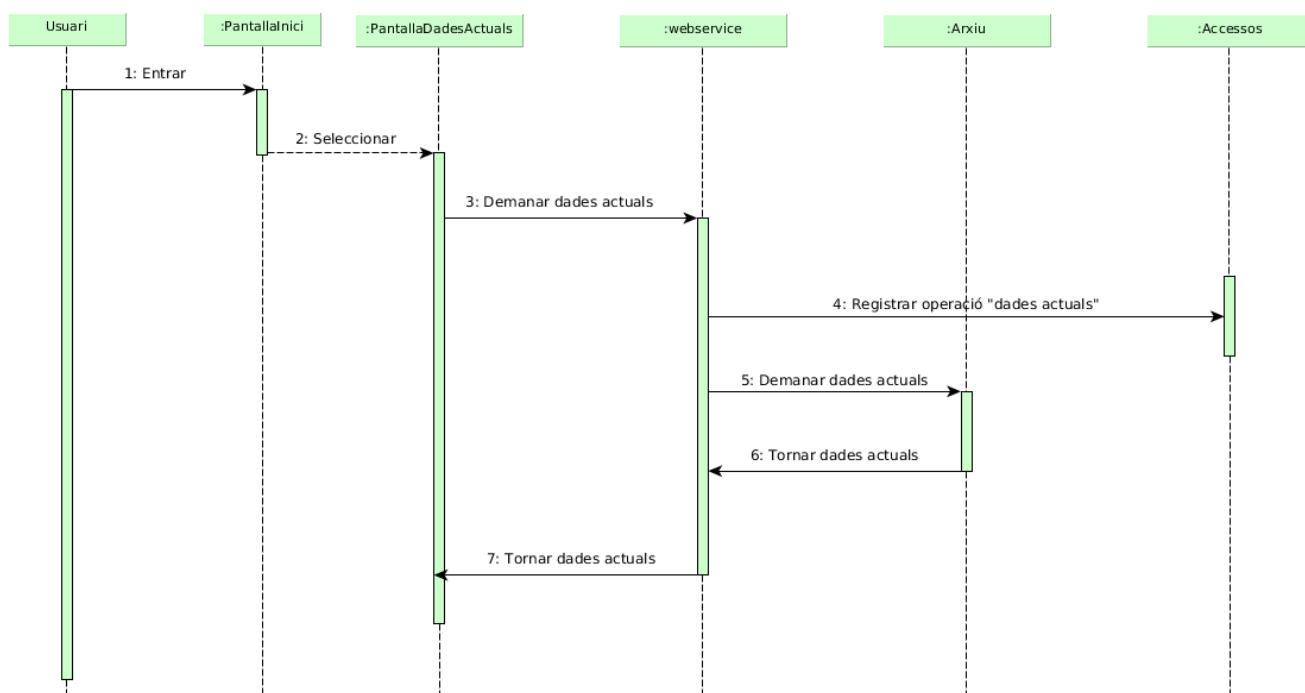 Usuari
:PantallaInici
:PantallaDadesActuals
:webservice
:Arxiu
:Accessos
1: Entrar
2: Seleccionar
3: Demanar dades actuals
4: Registrar operació "dades actuals"
5: Demanar dades actuals
6: Tornar dades actuals
7: Tornar dades actuals